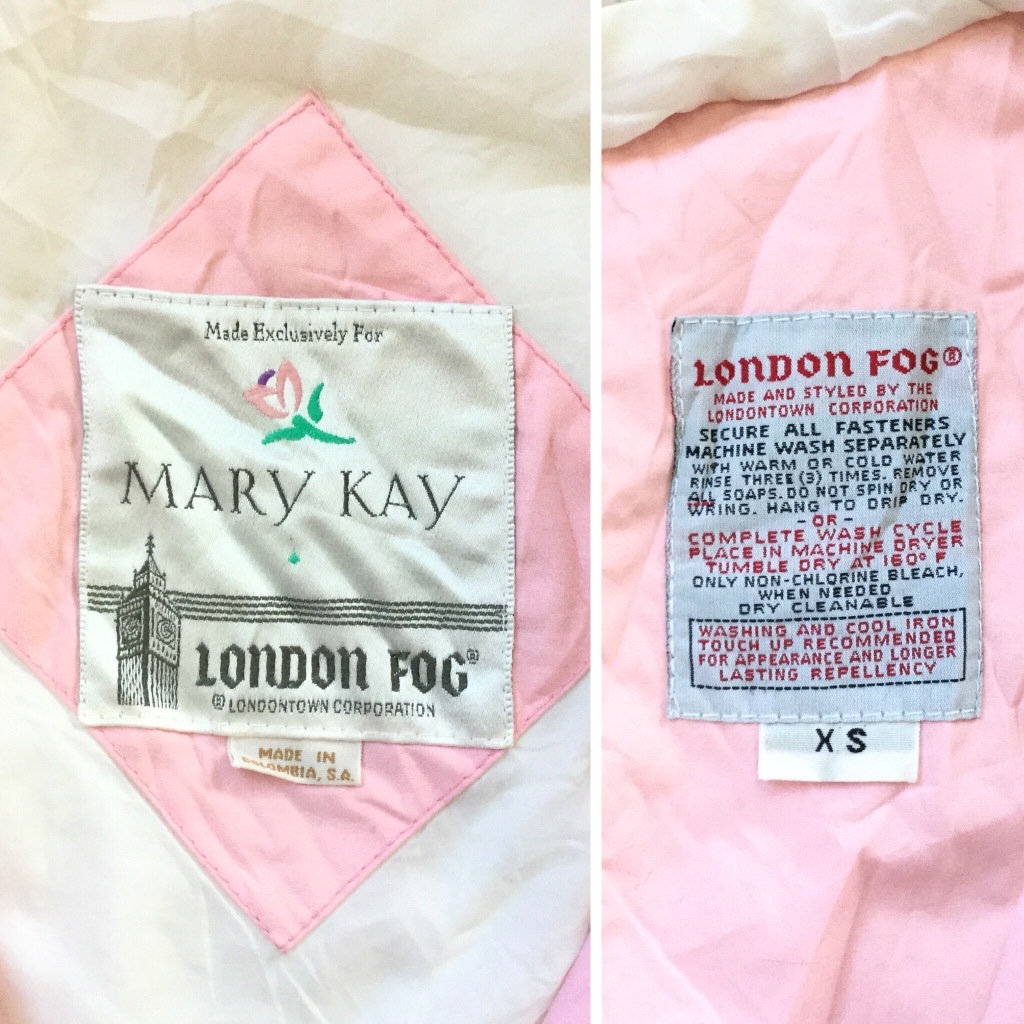 Made Exclusively For
MARY KAY
LONDON FOG®
® LONDONTOWN CORPORATION
MADE IN
COLOMBIA, S.A.
LONDON FOG®
MADE AND STYLED BY THE
LONDONTOWN CORPORATION
SECURE ALL FASTENERS
MACHINE WASH SEPARATELY
WITH WARM OR COLD WATER
RINSE THREE (3) TIMES. REMOVE
ALL SOAPS. DO NOT SPIN DRY OR
WRING. HANG TO DRIP DRY.
- OR -
COMPLETE WASH CYCLE
PLACE IN MACHINE DRYER
TUMBLE DRY AT 160° F
ONLY NON-CHLORINE BLEACH,
WHEN NEEDED
DRY CLEANABLE
WASHING AND COOL IRON
TOUCH UP RECOMMENDED
FOR APPEARANCE AND LONGER
LASTING REPELLENCY
XS